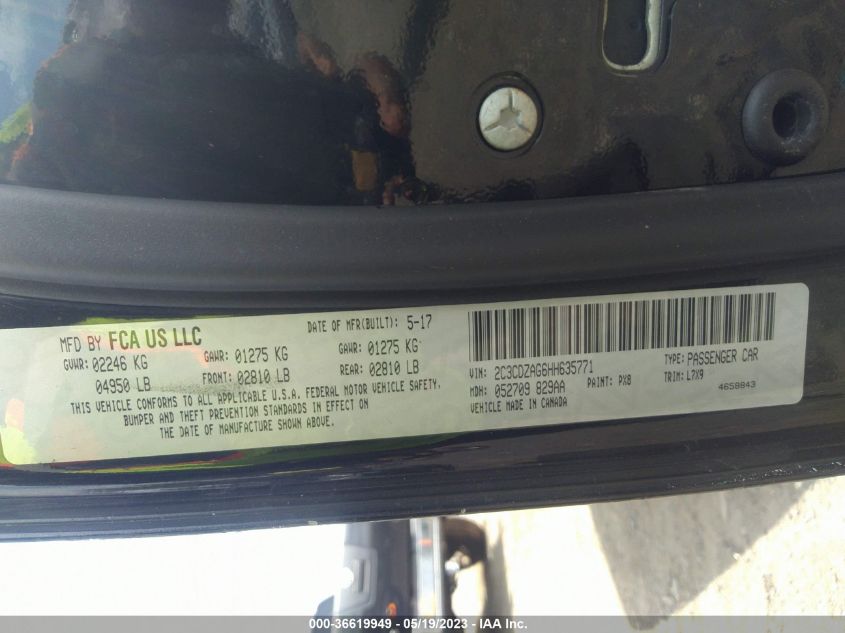 MFD BY FCA US LLC DATE OF MFR(BUILT): 5-17
GVWR: 02246 KG GAWR: 01275 KG GAWR: 01275 KG
04950 LB FRONT: 02810 LB REAR: 02810 LB
THIS VEHICLE CONFORMS TO ALL APPLICABLE U.S.A. FEDERAL MOTOR VEHICLE SAFETY,
BUMPER AND THEFT PREVENTION STANDARDS IN EFFECT ON
THE DATE OF MANUFACTURE SHOWN ABOVE.
VIN: 2C3CDZAG6HH635771 TYPE: PASSENGER CAR
MDH: 052709 829AA PAINT: PX8 TRIM: L7X9
VEHICLE MADE IN CANADA 4658843
000-36619949 - 05/19/2023 - IAA Inc.